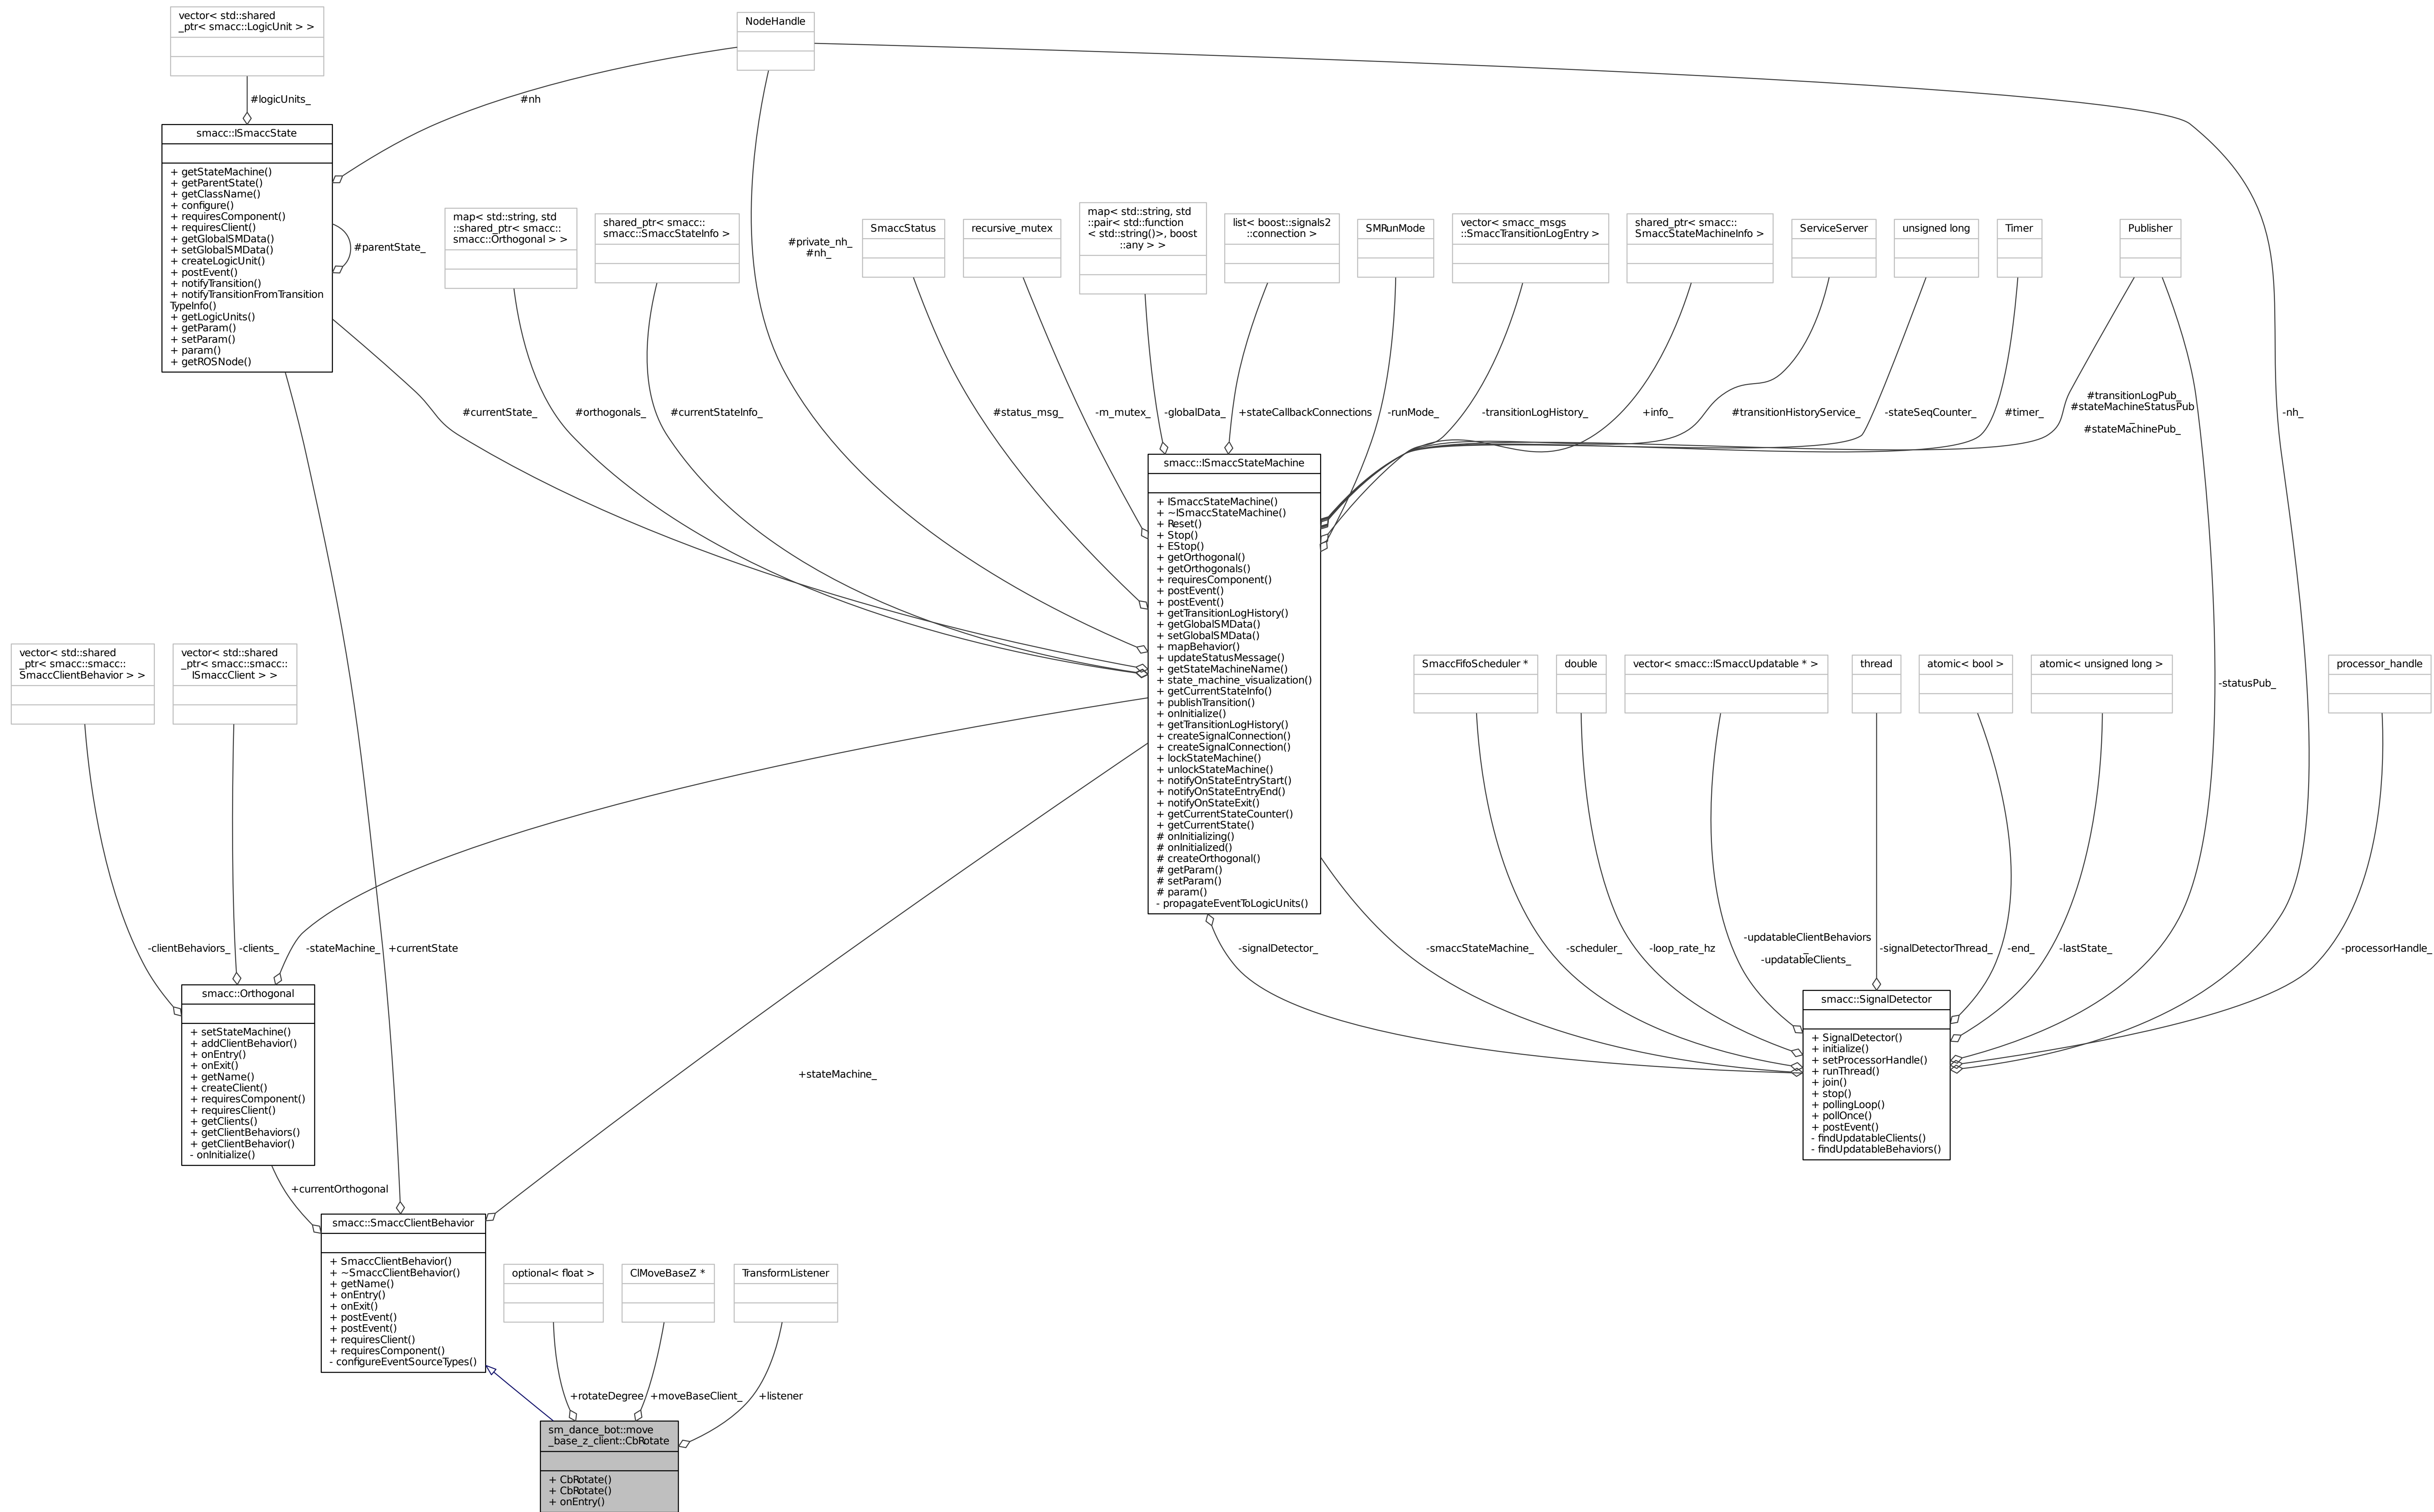 vector< std::shared
_ptr< smacc::LogicUnit > >
NodeHandle
#logicUnits_
#nh
smacc::ISmaccState
+ getStateMachine()
+ getParentState()
+ getClassName()
+ configure()
+ requiresComponent()
+ requiresClient()
+ getGlobalSMData()
+ setGlobalSMData()
+ createLogicUnit()
+ postEvent()
+ notifyTransition()
+ notifyTransitionFromTransition
TypeInfo()
+ getLogicUnits()
+ getParam()
+ setParam()
+ param()
+ getROSNode()
#parentState_
map< std::string, std
::shared_ptr< smacc::
smacc::Orthogonal > >
shared_ptr< smacc::
smacc::SmaccStateInfo >
#private_nh_
#nh_
SmaccStatus
recursive_mutex
map< std::string, std
::pair< std::function
< std::string()>, boost
::any > >
list< boost::signals2
::connection >
SMRunMode
vector< smacc_msgs
::SmaccTransitionLogEntry >
shared_ptr< smacc::
SmaccStateMachineInfo >
ServiceServer
unsigned long
Timer
Publisher
#currentState_
#orthogonals_
#currentStateInfo_
#status_msg_
-m_mutex_
-globalData_
+stateCallbackConnections
-runMode_
-transitionLogHistory_
+info_
#transitionHistoryService_
-stateSeqCounter_
#timer_
#transitionLogPub_
#stateMachineStatusPub
_
#stateMachinePub_
-nh_
smacc::ISmaccStateMachine
+ ISmaccStateMachine()
+ ~ISmaccStateMachine()
+ Reset()
+ Stop()
+ EStop()
+ getOrthogonal()
+ getOrthogonals()
+ requiresComponent()
+ postEvent()
+ postEvent()
+ getTransitionLogHistory()
+ getGlobalSMData()
+ setGlobalSMData()
+ mapBehavior()
+ updateStatusMessage()
+ getStateMachineName()
+ state_machine_visualization()
+ getCurrentStateInfo()
+ publishTransition()
+ onInitialize()
+ getTransitionLogHistory()
+ createSignalConnection()
+ createSignalConnection()
+ lockStateMachine()
+ unlockStateMachine()
+ notifyOnStateEntryStart()
+ notifyOnStateEntryEnd()
+ notifyOnStateExit()
+ getCurrentStateCounter()
+ getCurrentState()
# onInitializing()
# onInitialized()
# createOrthogonal()
# getParam()
# setParam()
# param()
- propagateEventToLogicUnits()
vector< std::shared
_ptr< smacc::smacc::
SmaccClientBehavior > >
vector< std::shared
_ptr< smacc::smacc::
ISmaccClient > >
SmaccFifoScheduler *
double
vector< smacc::ISmaccUpdatable * >
thread
atomic< bool >
atomic< unsigned long >
-statusPub_
processor_handle
-clientBehaviors_
-clients_
-stateMachine_
+currentState
-signalDetector_
-smaccStateMachine_
-scheduler_
-loop_rate_hz
-updatableClientBehaviors
_
-updatableClients_
-signalDetectorThread_
-end_
-lastState_
-processorHandle_
smacc::Orthogonal
+ setStateMachine()
+ addClientBehavior()
+ onEntry()
+ onExit()
+ getName()
+ createClient()
+ requiresComponent()
+ requiresClient()
+ getClients()
+ getClientBehaviors()
+ getClientBehavior()
- onInitialize()
+stateMachine_
smacc::SignalDetector
+ SignalDetector()
+ initialize()
+ setProcessorHandle()
+ runThread()
+ join()
+ stop()
+ pollingLoop()
+ pollOnce()
+ postEvent()
- findUpdatableClients()
- findUpdatableBehaviors()
+currentOrthogonal
smacc::SmaccClientBehavior
+ SmaccClientBehavior()
+ ~SmaccClientBehavior()
+ getName()
+ onEntry()
+ onExit()
+ postEvent()
+ postEvent()
+ requiresClient()
+ requiresComponent()
- configureEventSourceTypes()
optional< float >
ClMoveBaseZ *
TransformListener
+rotateDegree
+moveBaseClient_
+listener
sm_dance_bot::move
_base_z_client::CbRotate
+ CbRotate()
+ CbRotate()
+ onEntry()